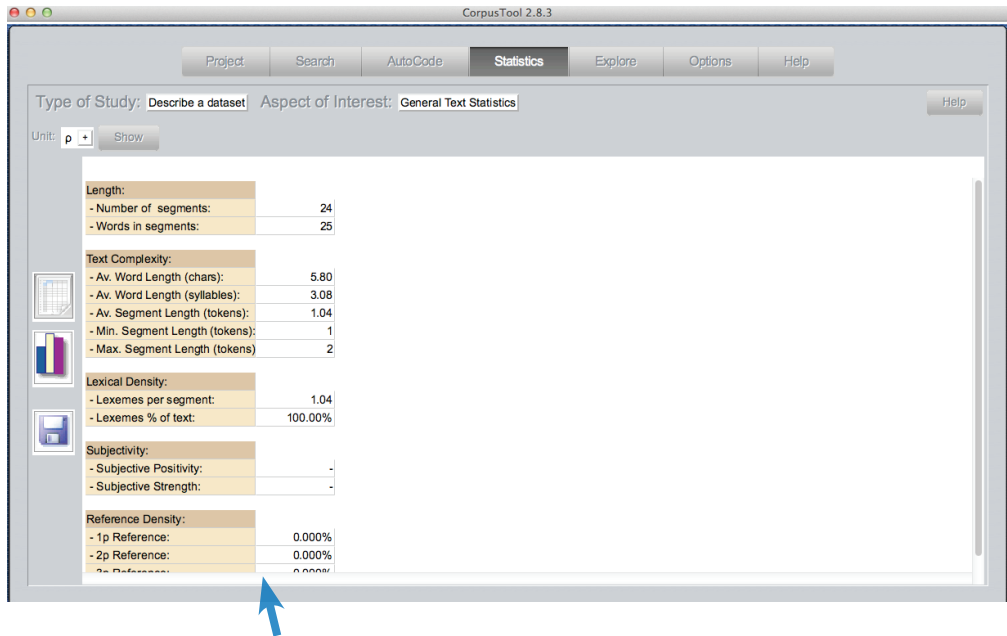 CorpusTool 2.8.3
Project Search AutoCode Statistics Explore Options Help
Type of Study: Describe a dataset Aspect of Interest: General Text Statistics Help
Unit: ρ + Show
Length:
- Number of segments: 24
- Words in segments: 25
Text Complexity:
- Av. Word Length (chars): 5.80
- Av. Word Length (syllables): 3.08
- Av. Segment Length (tokens): 1.04
- Min. Segment Length (tokens): 1
- Max. Segment Length (tokens) 2
Lexical Density:
- Lexemes per segment: 1.04
- Lexemes % of text: 100.00%
Subjectivity:
- Subjective Positivity: -
- Subjective Strength: -
Reference Density:
- 1p Reference: 0.000%
- 2p Reference: 0.000%
- 3p Reference: 0.000%